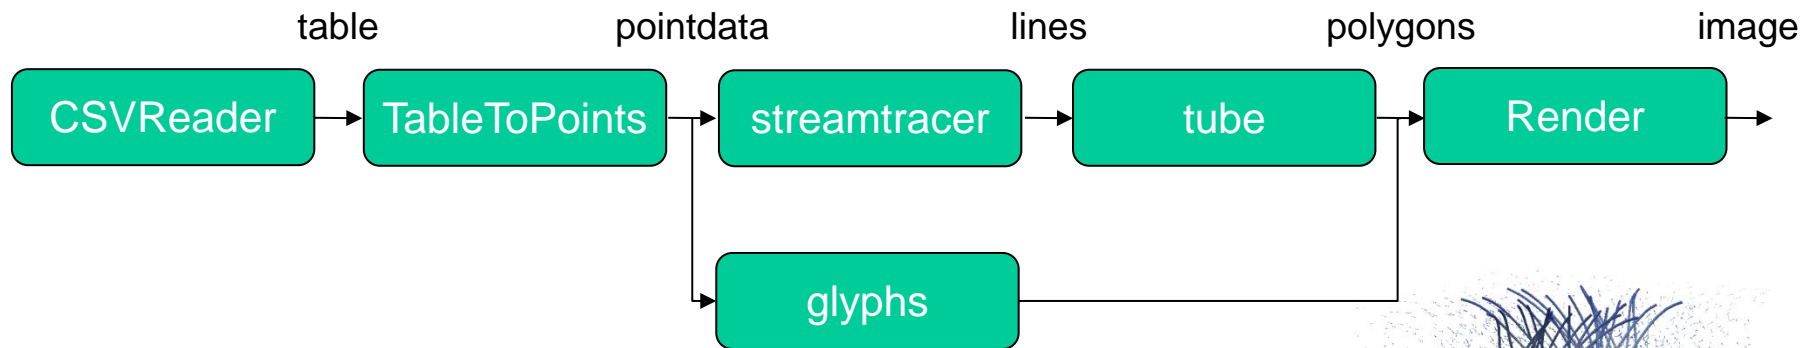 table pointdata lines polygons image
CSVReader TableToPoints streamtracer tube Render
glyphs